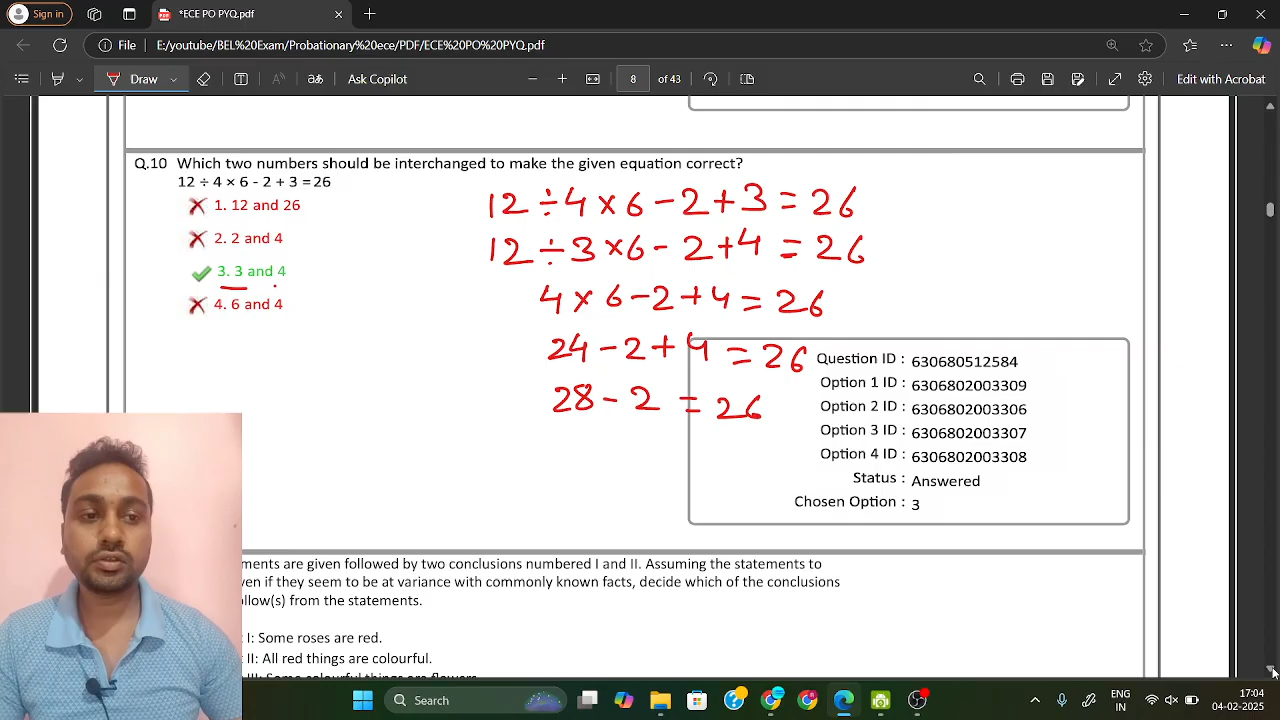 Sign in
*ECE PO PYQ.pdf
File
E:/youtube/BEL%20Exam/Probationary%20ece/PDF/ECE%20PO%20PYQ.pdf
Draw
Ask Copilot
8 of 43
Edit with Acrobat
Q.10 Which two numbers should be interchanged to make the given equation correct?
12 ÷ 4 × 6 - 2 + 3 = 26
1. 12 and 26
2. 2 and 4
3. 3 and 4
4. 6 and 4
12 ÷ 4 × 6 - 2 + 3 = 26
12 ÷ 3 × 6 - 2 + 4 = 26
4 × 6 - 2 + 4 = 26
24 - 2 + 4 = 26
28 - 2 = 26
Question ID : 630680512584
Option 1 ID : 6306802003309
Option 2 ID : 6306802003306
Option 3 ID : 6306802003307
Option 4 ID : 6306802003308
Status : Answered
Chosen Option : 3
ments are given followed by two conclusions numbered I and II. Assuming the statements to
ven if they seem to be at variance with commonly known facts, decide which of the conclusions
ollow(s) from the statements.
I: Some roses are red.
II: All red things are colourful.
III: Some colourful things are flowers.
Search
ENG
IN
17:04
04-02-2025